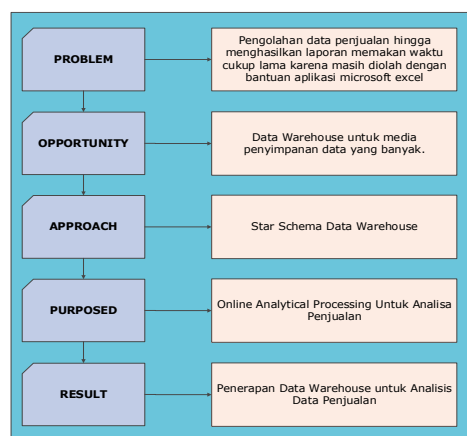 PROBLEM
Pengolahan data penjualan hingga
menghasilkan laporan memakan waktu
cukup lama karena masih diolah dengan
bantuan aplikasi microsoft excel
OPPORTUNITY
Data Warehouse untuk media
penyimpanan data yang banyak.
APPROACH
Star Schema Data Warehouse
PURPOSED
Online Analytical Processing Untuk Analisa
Penjualan
RESULT
Penerapan Data Warehouse untuk Analisis
Data Penjualan